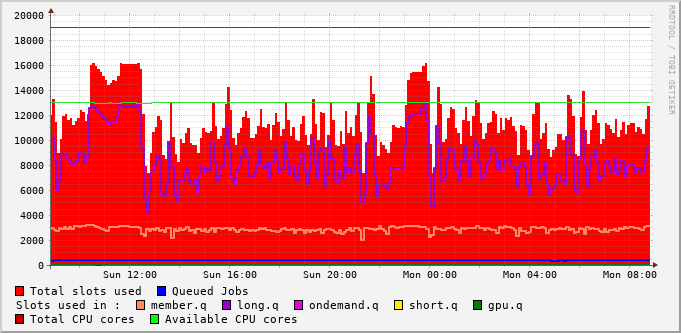 20000
18000
16000
14000
12000
10000
8000
6000
4000
2000
0
Sun 12:00 Sun 16:00 Sun 20:00 Mon 00:00 Mon 04:00 Mon 08:00
RRDTOOL / TOBI OETIKER
Total slots used Queued Jobs
Slots used in : member.q long.q ondemand.q short.q gpu.q
Total CPU cores Available CPU cores